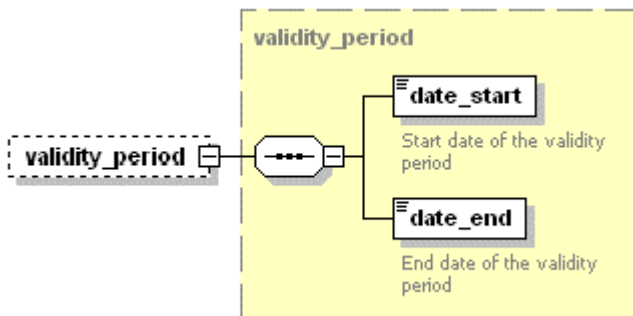 validity_period
validity_period
date_start
Start date of the validity
period
date_end
End date of the validity
period